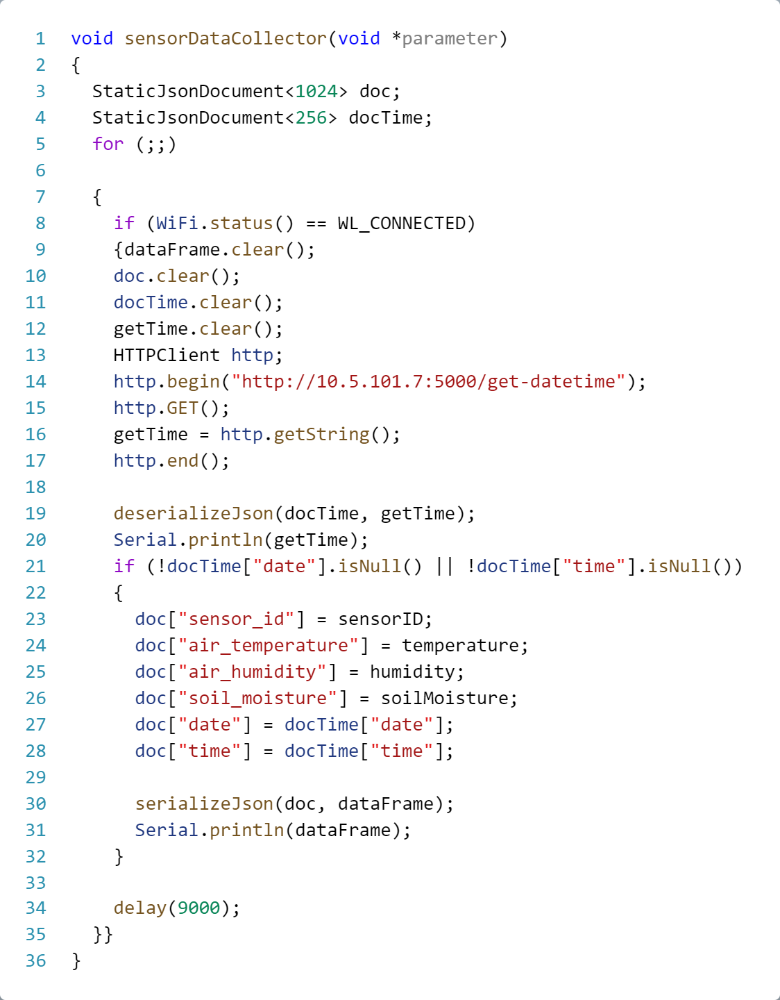 1 void sensorDataCollector(void *parameter)
2 {
3   StaticJsonDocument<1024> doc;
4   StaticJsonDocument<256> docTime;
5   for (;;)
6
7   {
8     if (WiFi.status() == WL_CONNECTED)
9     {dataFrame.clear();
10     doc.clear();
11     docTime.clear();
12     getTime.clear();
13     HTTPClient http;
14     http.begin("http://10.5.101.7:5000/get-datetime");
15     http.GET();
16     getTime = http.getString();
17     http.end();
18
19     deserializeJson(docTime, getTime);
20     Serial.println(getTime);
21     if (!docTime["date"].isNull() || !docTime["time"].isNull())
22     {
23       doc["sensor_id"] = sensorID;
24       doc["air_temperature"] = temperature;
25       doc["air_humidity"] = humidity;
26       doc["soil_moisture"] = soilMoisture;
27       doc["date"] = docTime["date"];
28       doc["time"] = docTime["time"];
29
30       serializeJson(doc, dataFrame);
31       Serial.println(dataFrame);
32     }
33
34     delay(9000);
35   }}
36 }